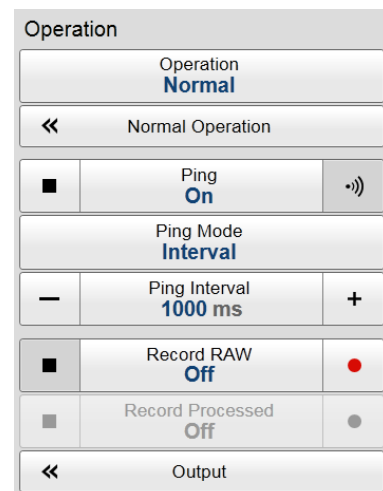 Operation
Operation
Normal
Normal Operation
Ping
On
Ping Mode
Interval
Ping Interval
1000 ms
Record RAW
Off
Record Processed
Off
Output